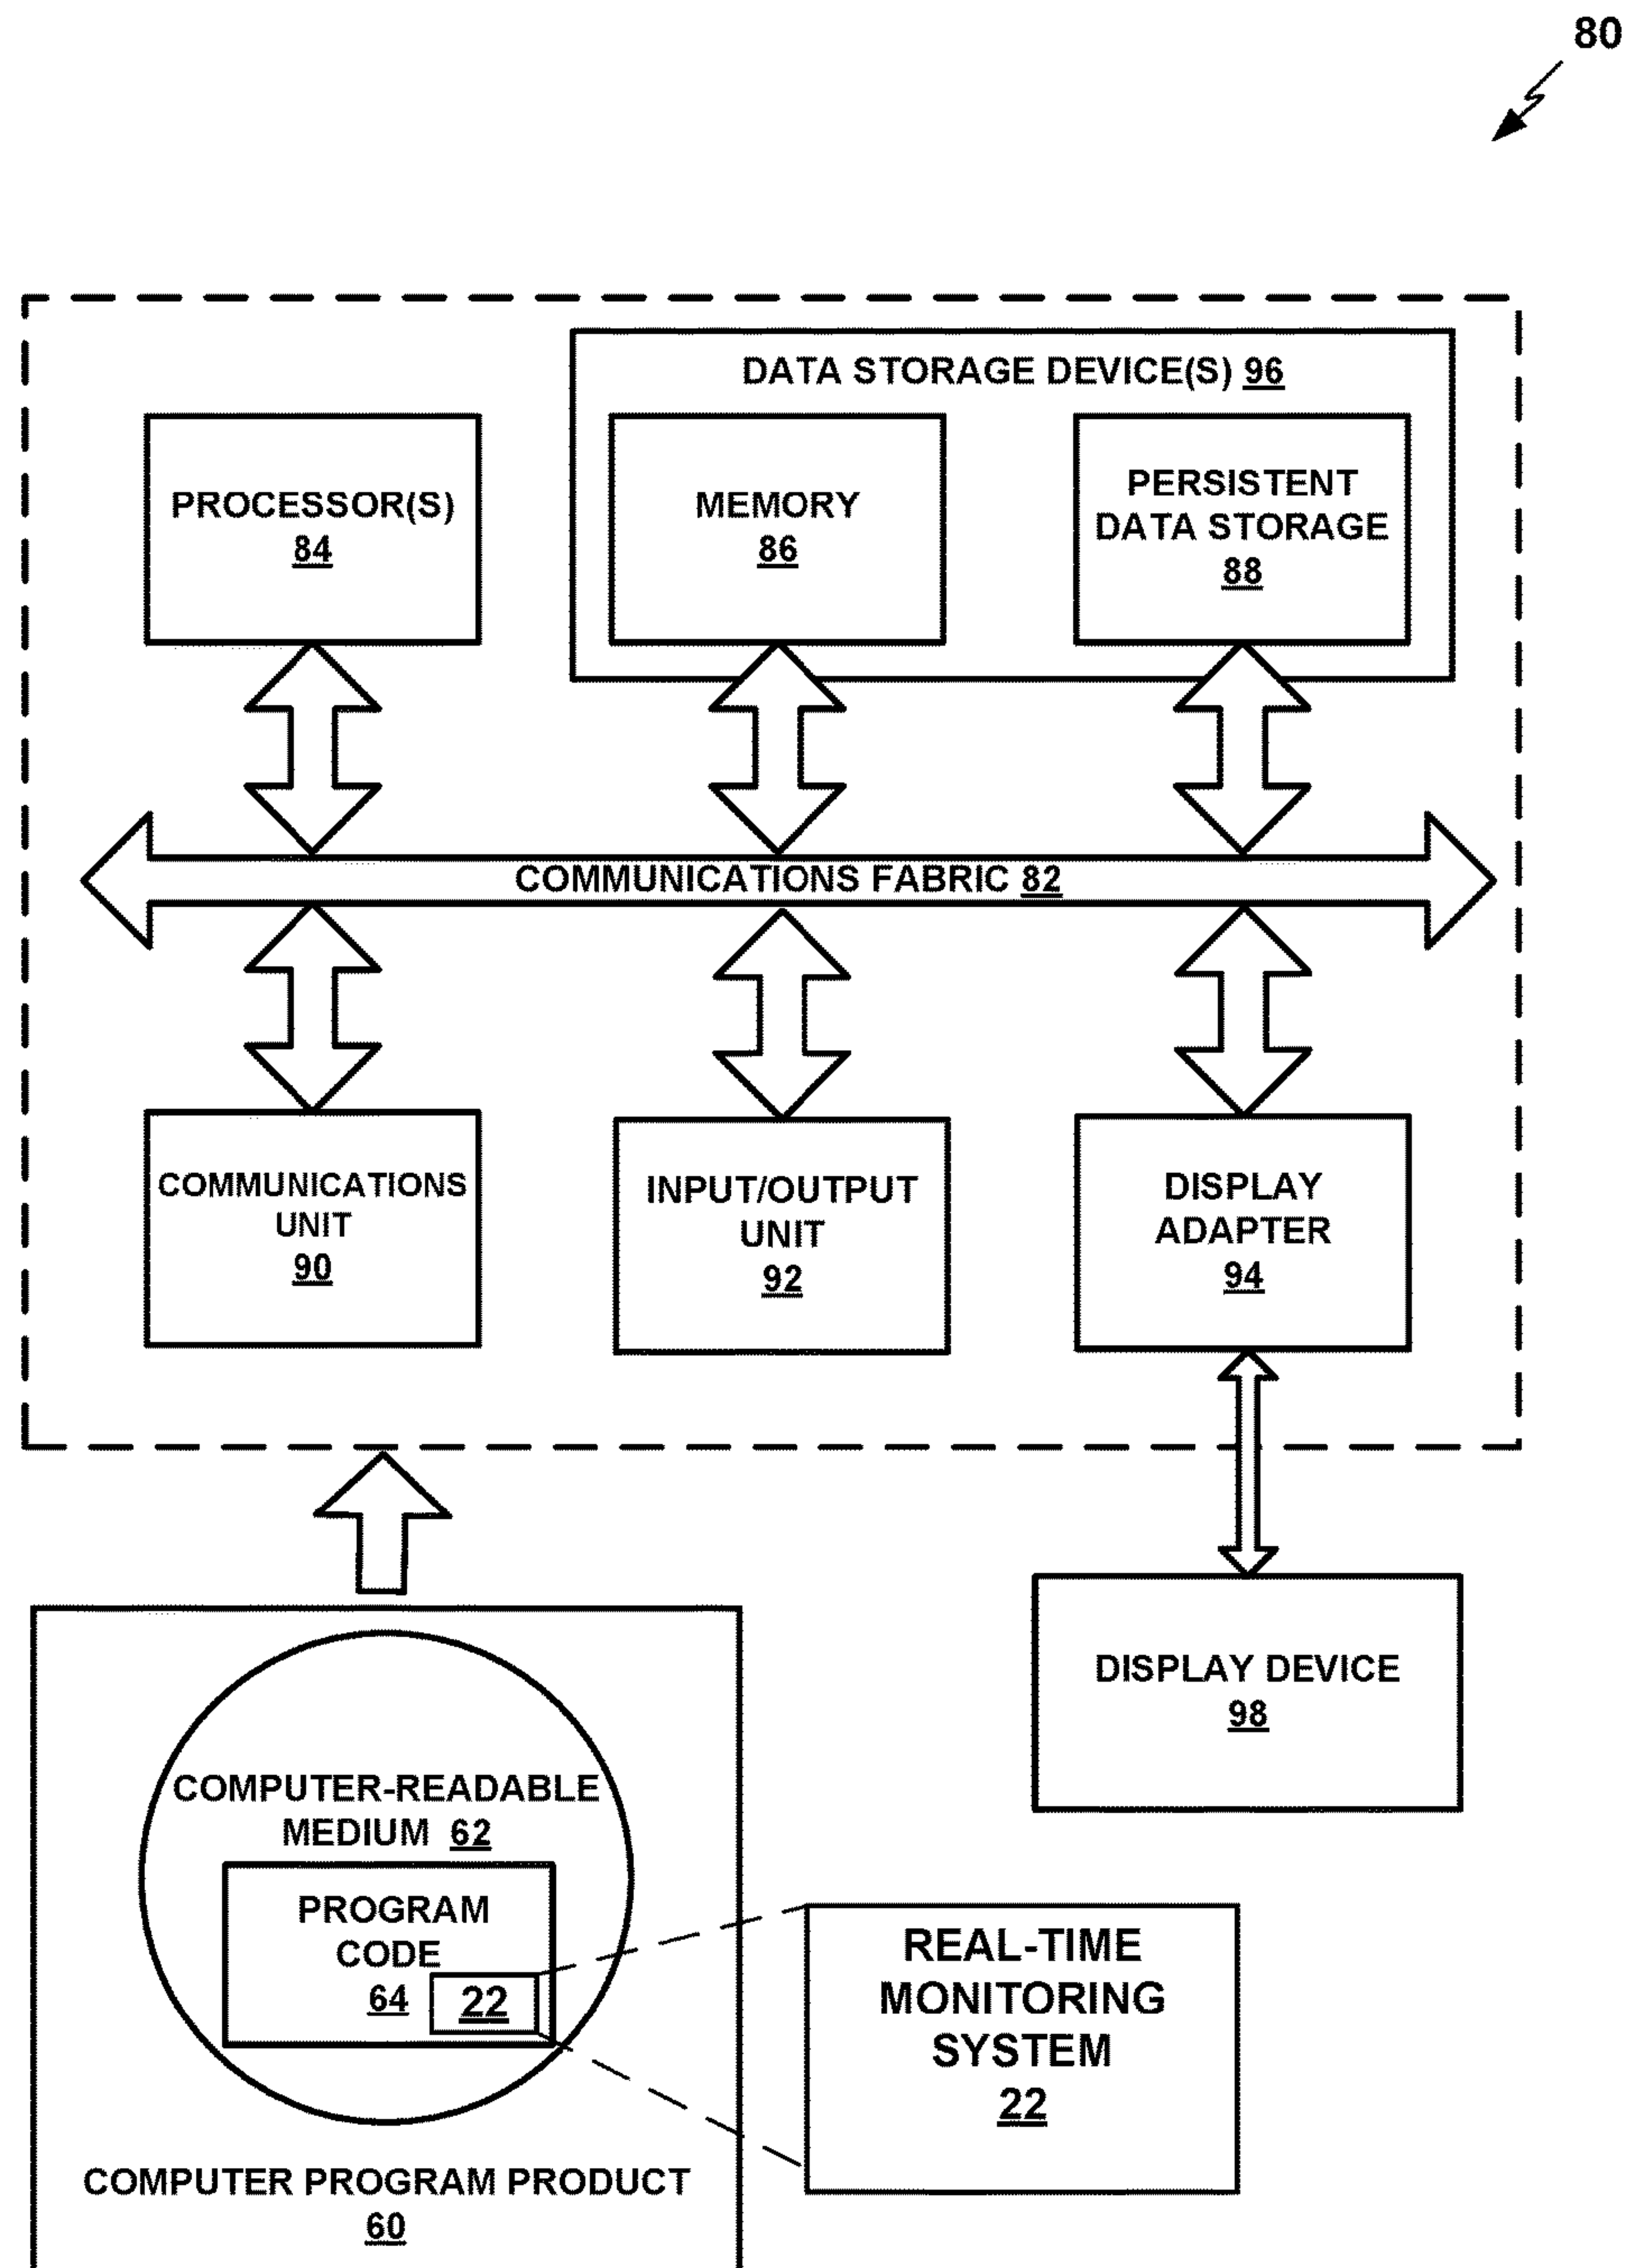 80
DATA STORAGE DEVICE(S) 96
PROCESSOR(S)
84
MEMORY
86
PERSISTENT
DATA STORAGE
88
COMMUNICATIONS FABRIC 82
COMMUNICATIONS
UNIT
90
INPUT/OUTPUT
UNIT
92
DISPLAY
ADAPTER
94
DISPLAY DEVICE
98
COMPUTER-READABLE
MEDIUM 62
PROGRAM
CODE
64
22
REAL-TIME
MONITORING
SYSTEM
22
COMPUTER PROGRAM PRODUCT
60